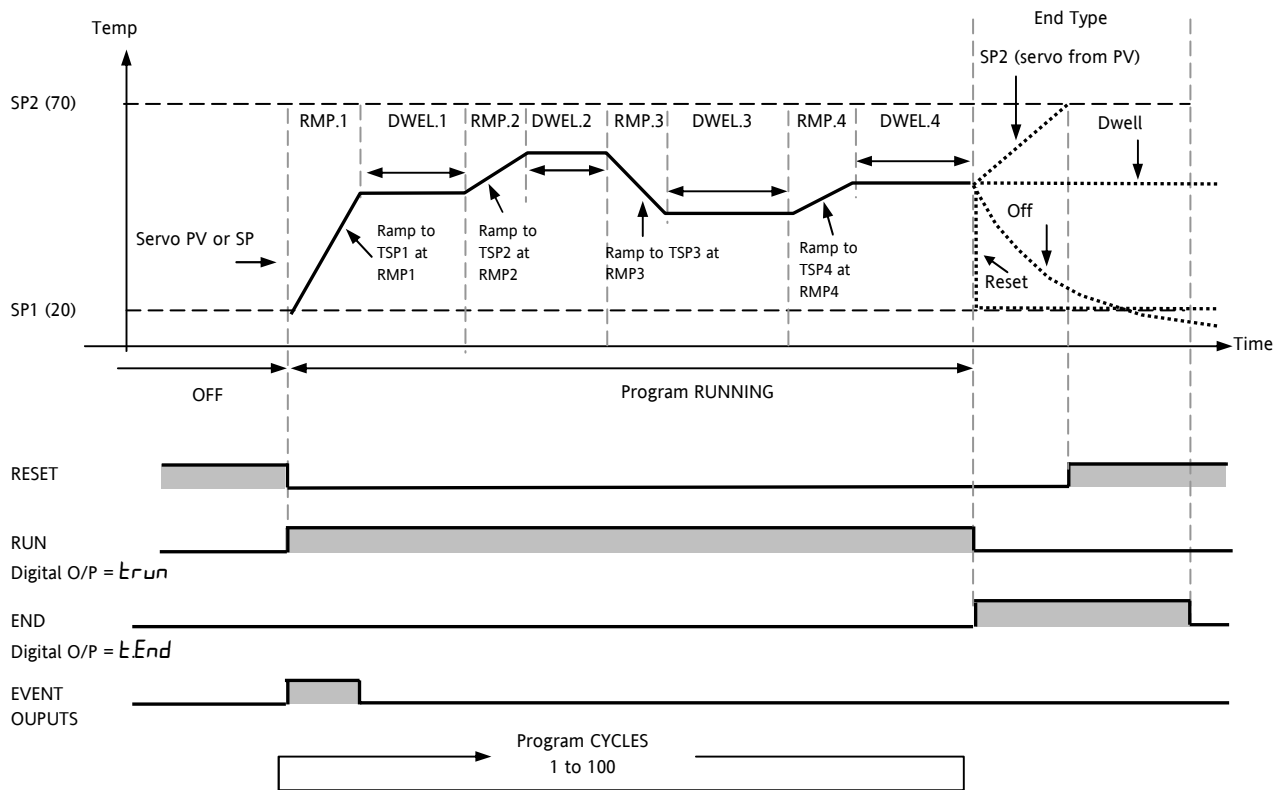 End Type
Temp
SP2 (servo from PV)
SP2 (70)
RMP.1
DWEL.1
RMP.2
DWEL.2
RMP.3
DWEL.3
RMP.4
DWEL.4
Dwell
Off
Servo PV or SP
Ramp to
TSP1 at
RMP1
Ramp to
TSP2 at
RMP2
Ramp to TSP3 at
RMP3
Ramp to
TSP4 at
RMP4
Reset
SP1 (20)
Time
OFF
Program RUNNING
RESET
RUN
Digital O/P = t.run
END
Digital O/P = t.End
EVENT
OUPUTS
Program CYCLES
1 to 100